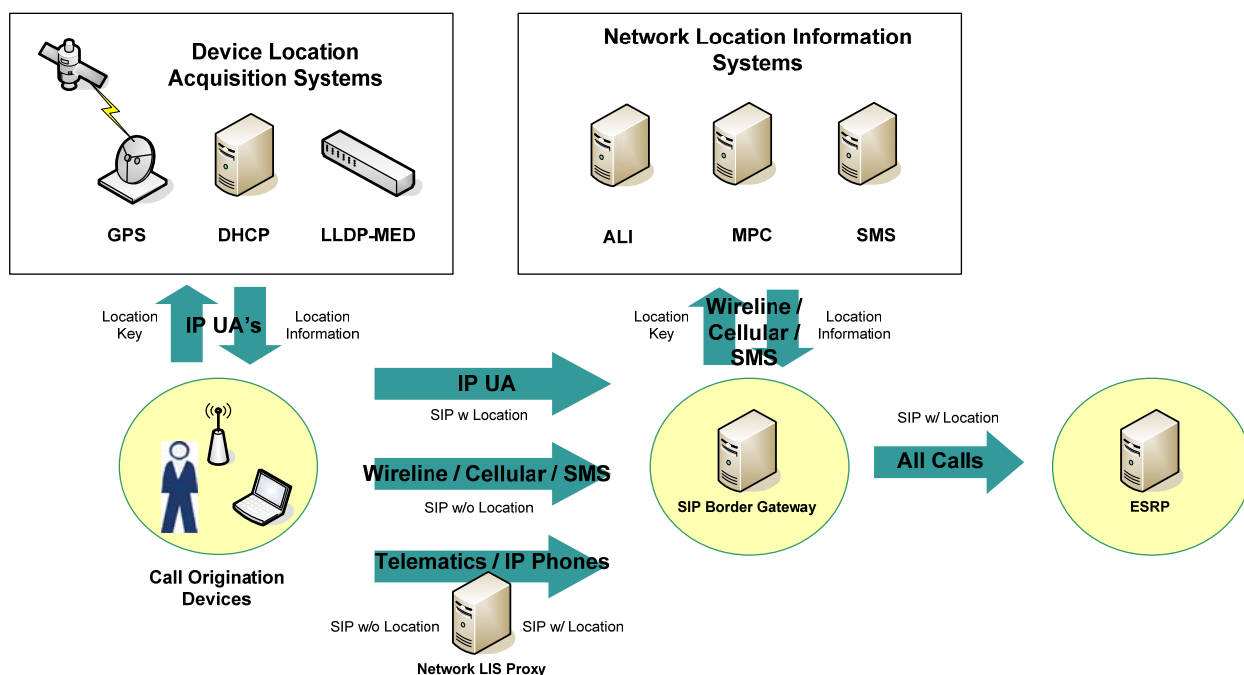 Device Location
Acquisition Systems
GPS
DHCP
LLDP-MED
Network Location Information
Systems
ALI
MPC
SMS
Location
Key
IP UA's
Location
Information
Location
Key
Wireline /
Cellular /
SMS
Location
Information
IP UA
SIP w Location
Wireline / Cellular / SMS
SIP w/o Location
Telematics / IP Phones
SIP w/o Location
SIP w/ Location
Network LIS Proxy
Call Origination
Devices
SIP Border Gateway
SIP w/ Location
All Calls
ESRP